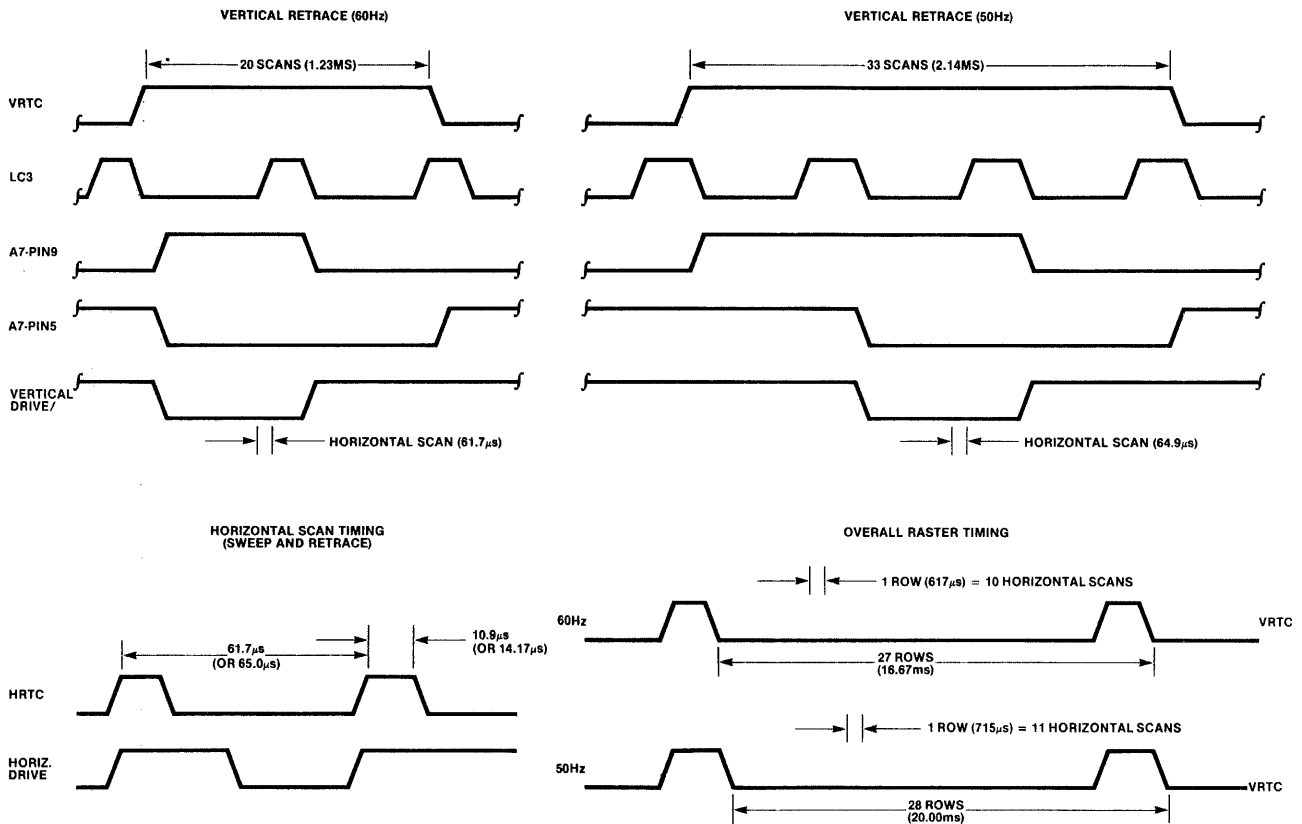 VERTICAL RETRACE (60Hz)
20 SCANS (1.23MS)
VRTC
LC3
A7-PIN9
A7-PIN5
VERTICAL
DRIVE/
HORIZONTAL SCAN (61.7μs)
VERTICAL RETRACE (50Hz)
33 SCANS (2.14MS)
HORIZONTAL SCAN (64.9μs)
HORIZONTAL SCAN TIMING
(SWEEP AND RETRACE)
61.7μs
(OR 65.0μs)
10.9μs
(OR 14.17μs)
HRTC
HORIZ.
DRIVE
OVERALL RASTER TIMING
1 ROW (617μs) = 10 HORIZONTAL SCANS
60Hz
VRTC
27 ROWS
(16.67ms)
1 ROW (715μs) = 11 HORIZONTAL SCANS
50Hz
VRTC
28 ROWS
(20.00ms)